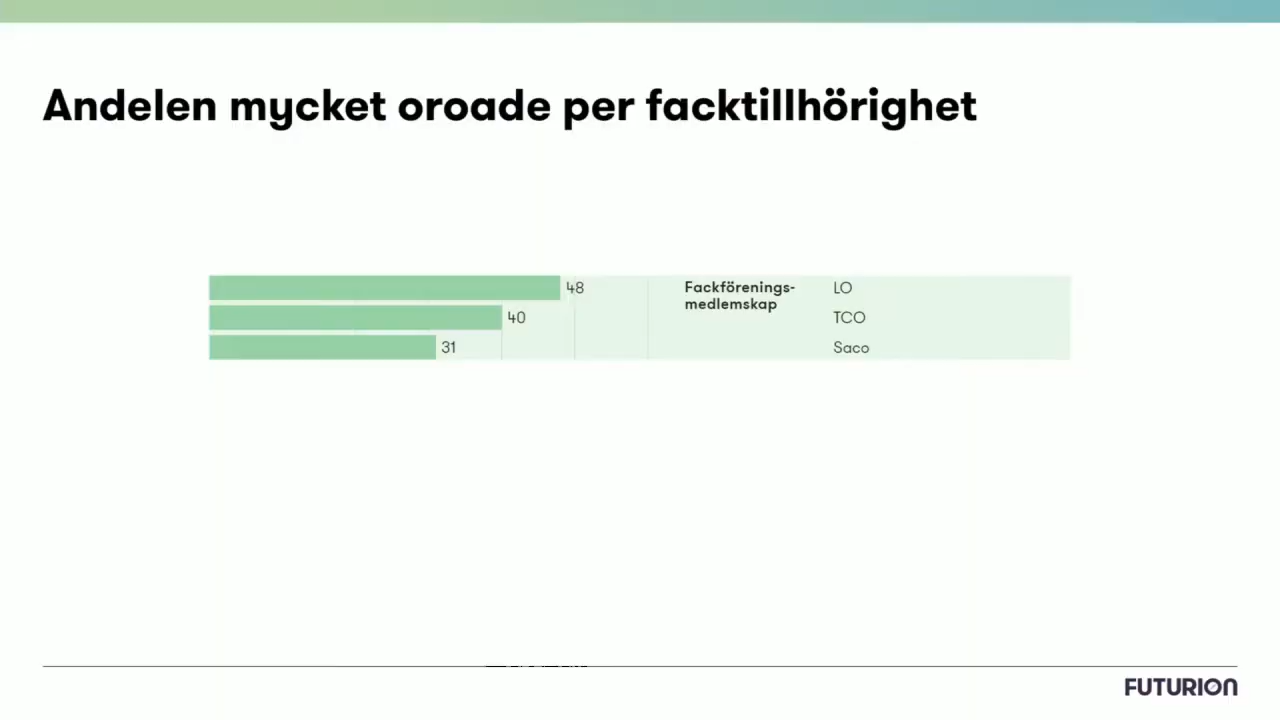 Andelen mycket oroade per facktillhörighet
48 Fackförenings- LO
medlemskap
40 TCO
31 Saco
FUTURION